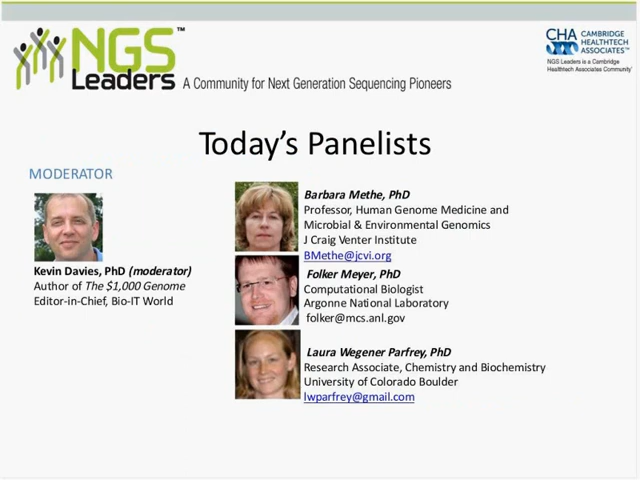 NGS™
Leaders A Community for Next Generation Sequencing Pioneers
CHA CAMBRIDGE
HEALTHTECH
ASSOCIATES™
NGS Leaders is a Cambridge
Healthtech Associates Community
Today's Panelists
MODERATOR
Kevin Davies, PhD (moderator)
Author of The $1,000 Genome
Editor-in-Chief, Bio-IT World
Barbara Methe, PhD
Professor, Human Genome Medicine and
Microbial & Environmental Genomics
J Craig Venter Institute
BMethe@jcvi.org
Folker Meyer, PhD
Computational Biologist
Argonne National Laboratory
folker@mcs.anl.gov
Laura Wegener Parfrey, PhD
Research Associate, Chemistry and Biochemistry
University of Colorado Boulder
lwparfrey@gmail.com